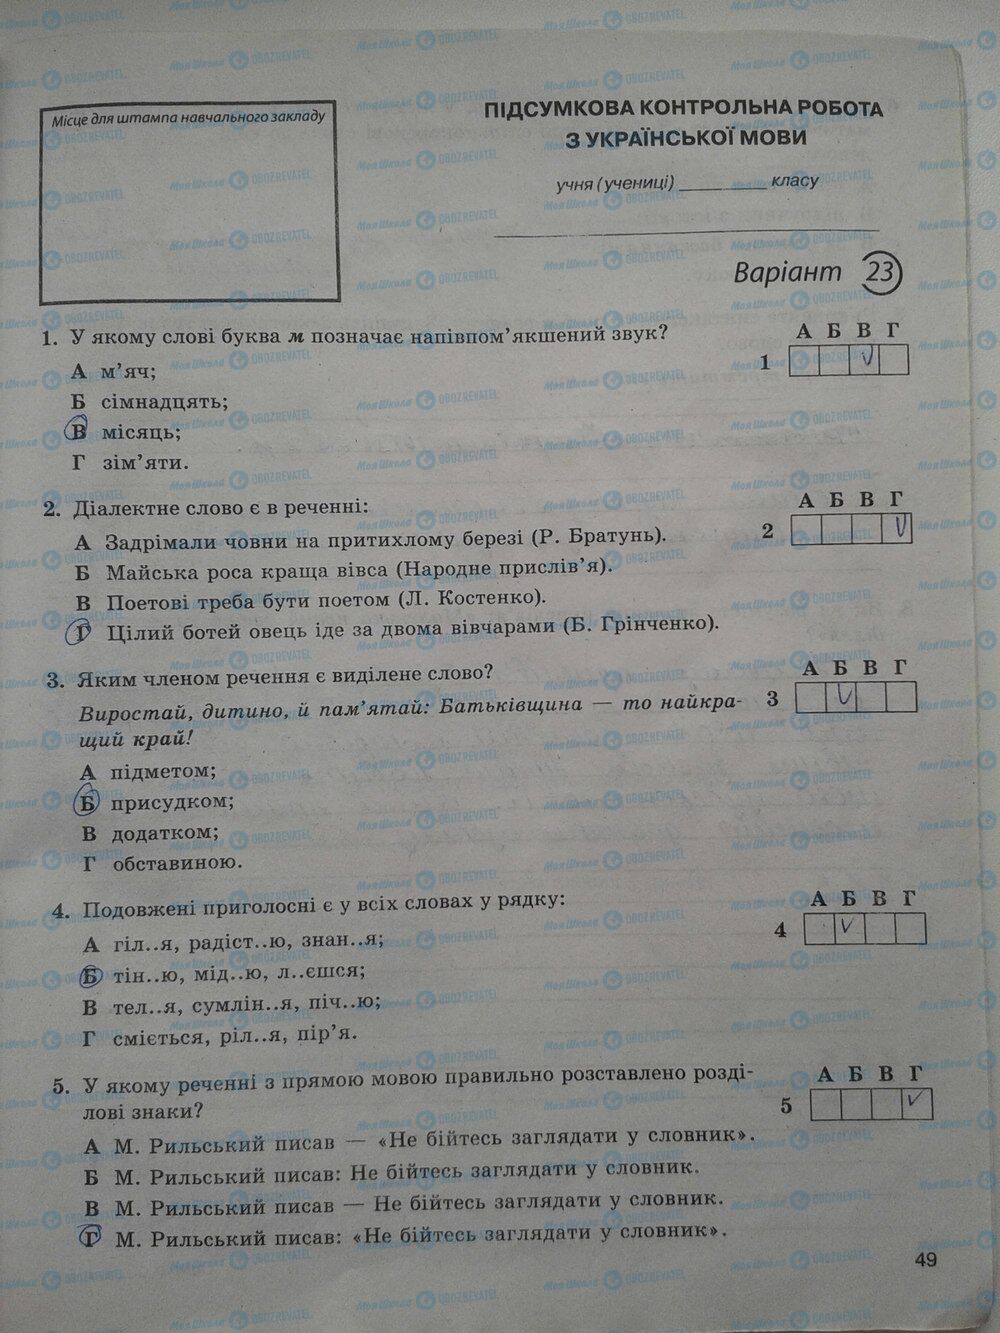 Місце для штампа навчального закладу
ПІДСУМКОВА КОНТРОЛЬНА РОБОТА
З УКРАЇНСЬКОЇ МОВИ
учня (учениці) ________ класу
Варіант 23
1. У якому слові буква м позначає напівпом’якшений звук?
А м’яч;
Б сімнадцять;
В місяць;
Г зім’яти.
А Б В Г
1
2. Діалектне слово є в реченні:
А Задрімали човни на притихлому березі (Р. Братунь).
Б Майська роса краща вівса (Народне прислів’я).
В Поетові треба бути поетом (Л. Костенко).
Г Цілий ботей овець іде за двома вівчарами (Б. Грінченко).
А Б В Г
2
3. Яким членом речення є виділене слово?
Виростай, дитино, й пам’ятай: Батьківщина — то найкра-
щий край!
А підметом;
Б присудком;
В додатком;
Г обставиною.
А Б В Г
3
4. Подовжені приголосні є у всіх словах у рядку:
А гіл..я, радіст..ю, знан..я;
Б тін..ю, мід..ю, л..єшся;
В тел..я, сумлін..я, піч..ю;
Г сміється, ріл..я, пір’я.
А Б В Г
4
5. У якому реченні з прямою мовою правильно розставлено розді-
лові знаки?
А М. Рильський писав — «Не бійтесь заглядати у словник».
Б М. Рильський писав: Не бійтесь заглядати у словник.
В М. Рильський писав — Не бійтесь заглядати у словник.
Г М. Рильський писав: «Не бійтесь заглядати у словник».
А Б В Г
5
49
МояШкола OBOZREVATEL